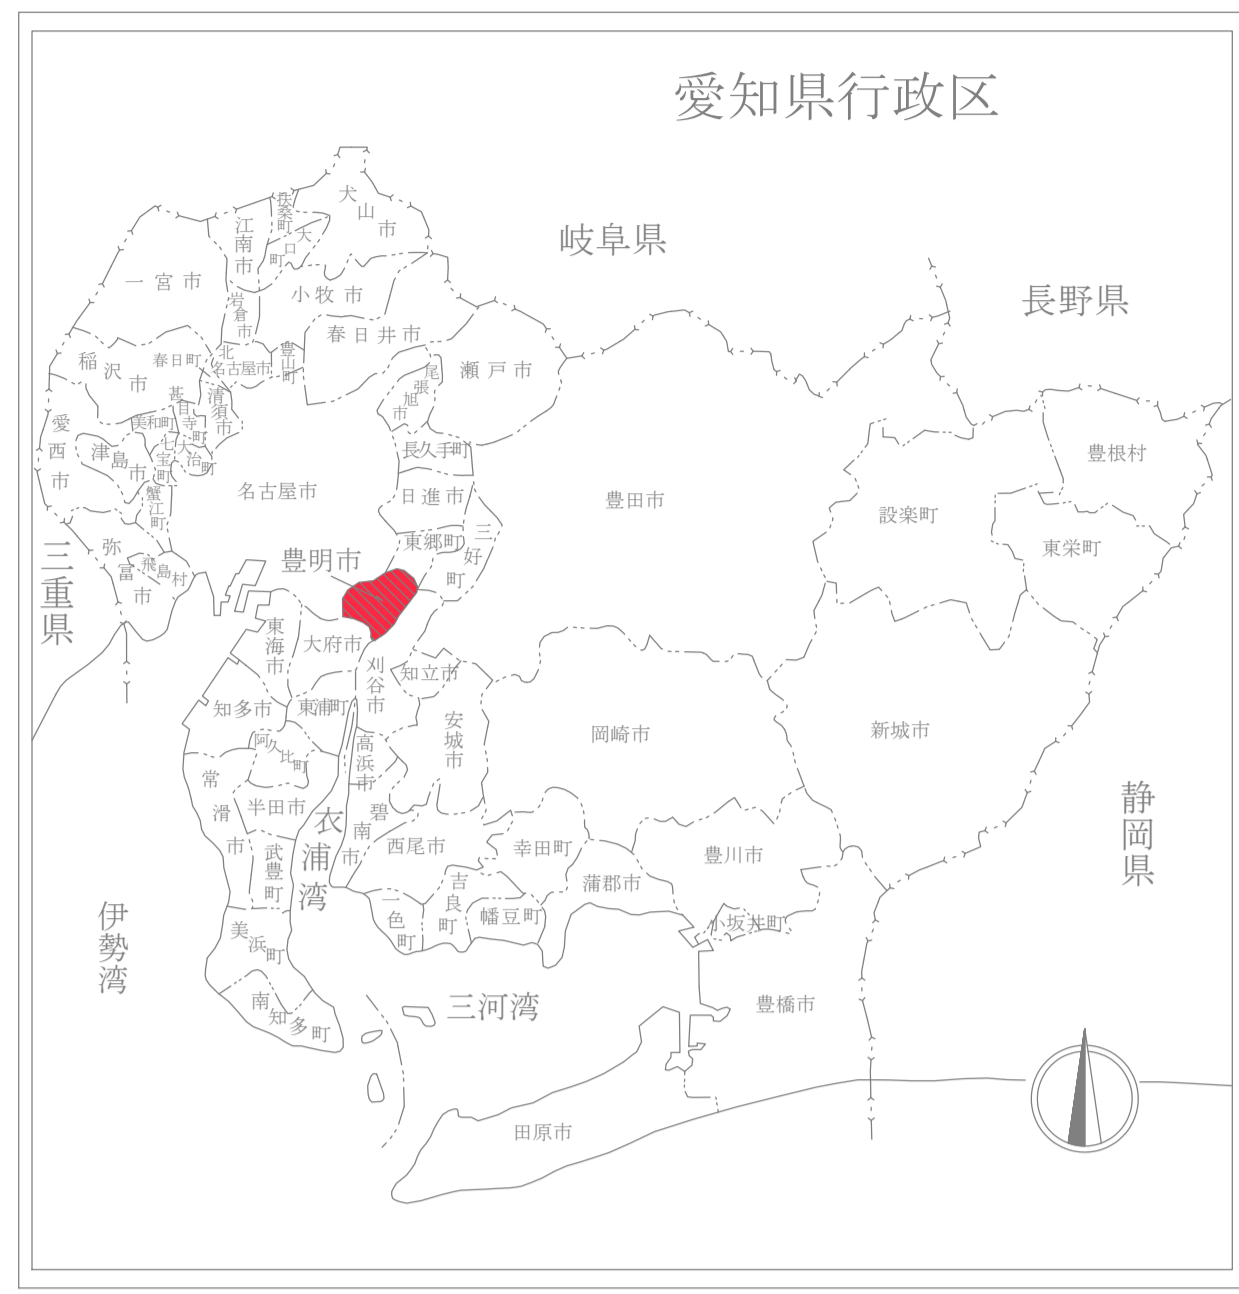 愛知県行政区
岐阜県
長野県
三重県
静岡県
伊勢湾
衣浦湾
三河湾
犬山市
扶桑町
大口町
江南市
一宮市
岩倉市
小牧市
春日井市
北名古屋市
豊山町
稲沢市
春日町
清須市
尾張旭市
瀬戸市
愛西市
津島市
美和町
甚目寺町
七宝町
大治町
蟹江町
長久手町
名古屋市
日進市
東郷町
三好町
豊田市
設楽町
豊根村
東栄町
弥富市
飛島村
豊明市
東海市
大府市
刈谷市
知立市
知多市
東浦町
安城市
岡崎市
新城市
阿久比町
高浜市
常滑市
半田市
碧南市
西尾市
幸田町
豊川市
武豊町
吉良町
蒲郡市
一色町
幡豆町
小坂井町
美浜町
南知多町
豊橋市
田原市